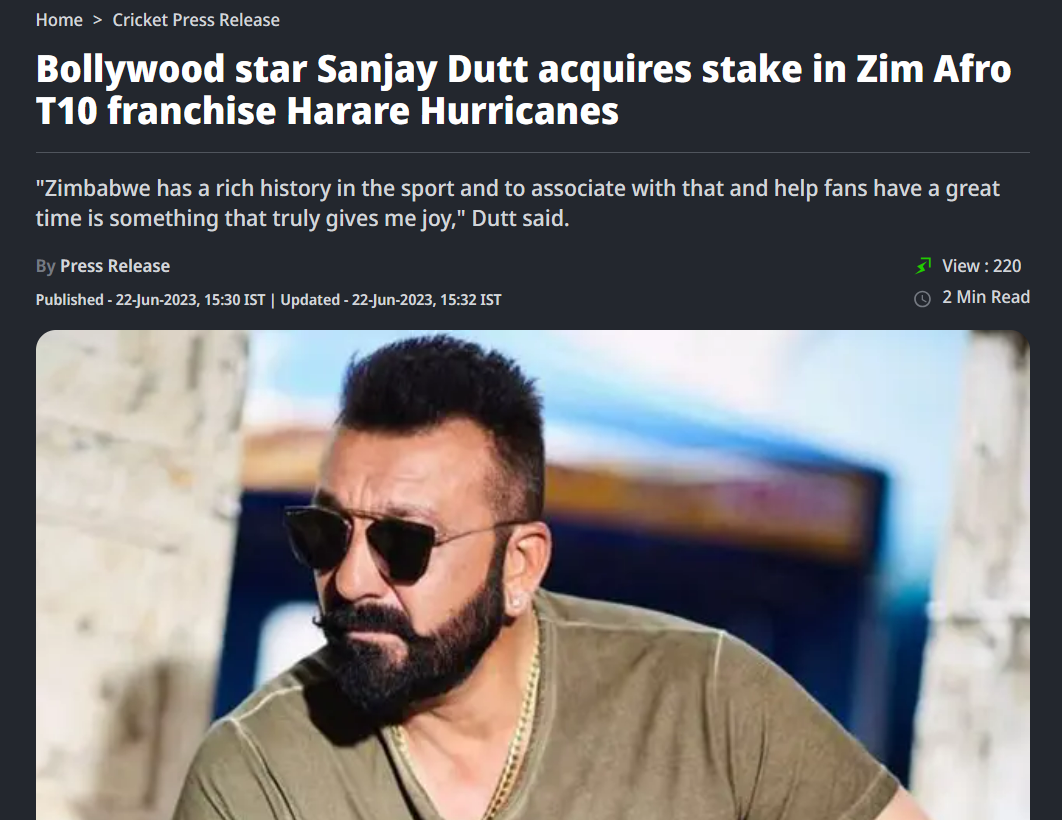 Home > Cricket Press Release
Bollywood star Sanjay Dutt acquires stake in Zim Afro
T10 franchise Harare Hurricanes
"Zimbabwe has a rich history in the sport and to associate with that and help fans have a great
time is something that truly gives me joy," Dutt said.
By Press Release
View : 220
Published - 22-Jun-2023, 15:30 IST | Updated - 22-Jun-2023, 15:32 IST
2 Min Read